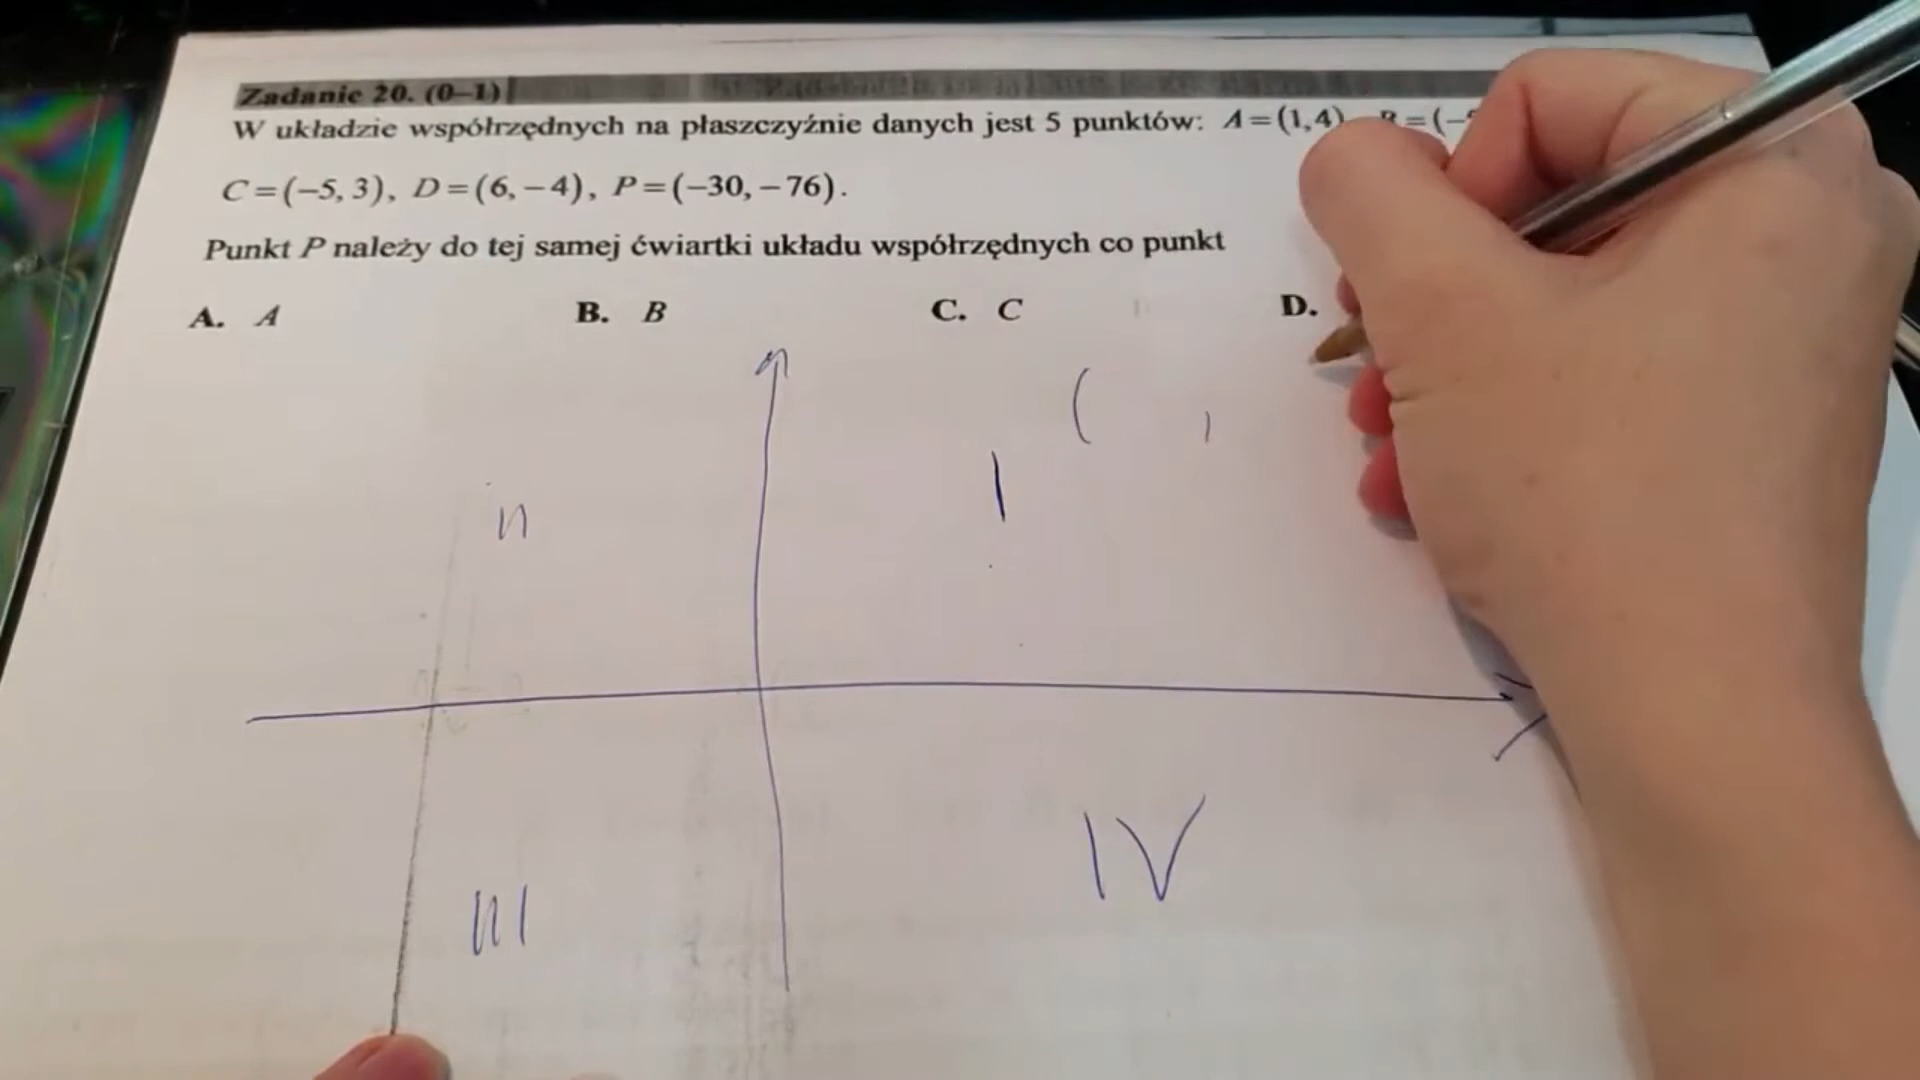 Zadanie 20. (0–1)
W układzie współrzędnych na płaszczyźnie danych jest 5 punktów: A=(1,4) B=(–
C=(–5,3), D=(6,–4), P=(–30,–76).
Punkt P należy do tej samej ćwiartki układu współrzędnych co punkt
A. A B. B C. C D.
( ,
II I
III IV